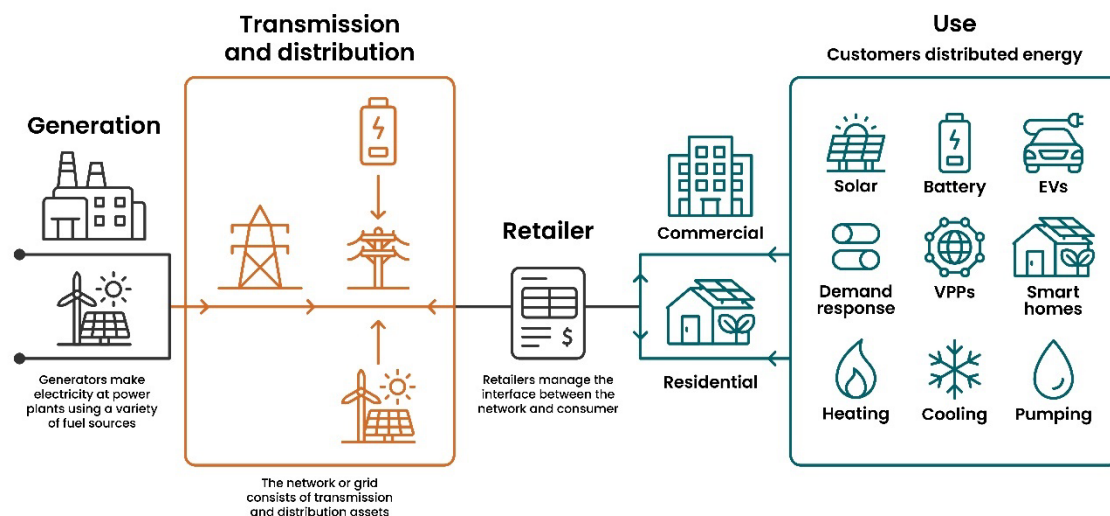 Generation
Generators make
electricity at power
plants using a variety
of fuel sources
Transmission
and distribution
The network or grid
consists of transmission
and distribution assets
Retailer
$
Retailers manage the
interface between the
network and consumer
Commercial
Residential
Use
Customers distributed energy
Solar
Battery
EVs
Demand
response
VPPs
Smart
homes
Heating
Cooling
Pumping